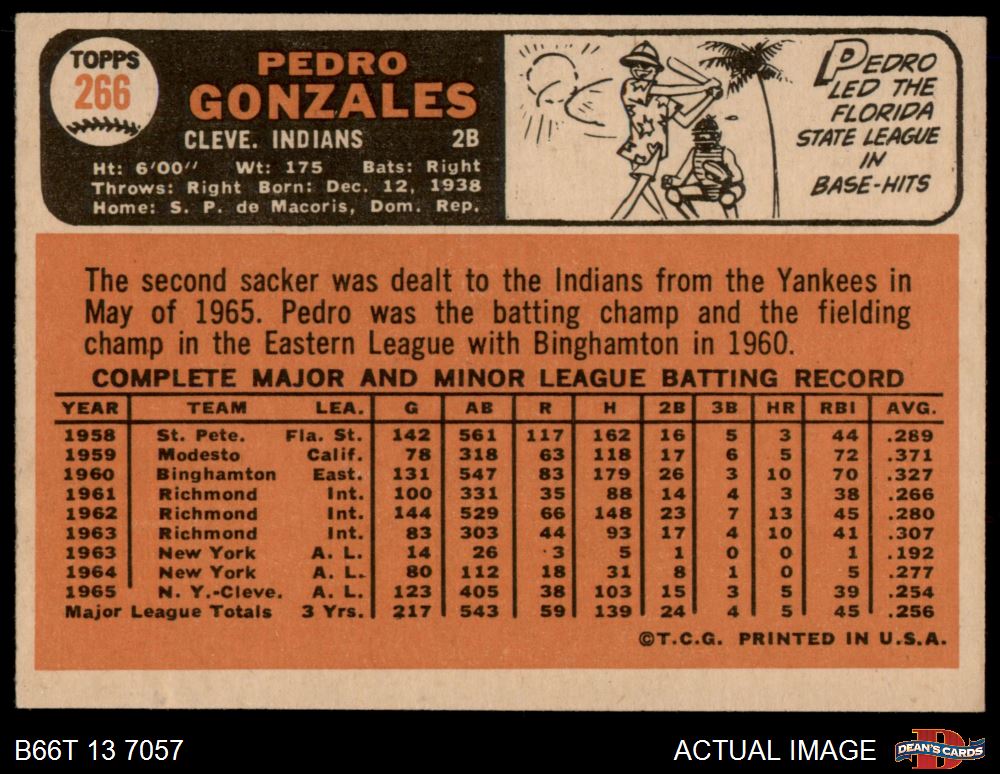 TOPPS
266
PEDRO
GONZALES
CLEVE. INDIANS 2B
Ht: 6'00" Wt: 175 Bats: Right
Throws: Right Born: Dec. 12, 1938
Home: S. P. de Macoris, Dom. Rep.
PEDRO
LED THE
FLORIDA
STATE LEAGUE
IN
BASE-HITS
The second sacker was dealt to the Indians from the Yankees in
May of 1965. Pedro was the batting champ and the fielding
champ in the Eastern League with Binghamton in 1960.
COMPLETE MAJOR AND MINOR LEAGUE BATTING RECORD
YEAR TEAM LEA. G AB R H 2B 3B HR RBI AVG.
1958 St. Pete. Fla. St. 142 561 117 162 16 5 3 44 .289
1959 Modesto Calif. 78 318 63 118 17 6 5 72 .371
1960 Binghamton East. 131 547 83 179 26 3 10 70 .327
1961 Richmond Int. 100 331 35 88 14 4 3 38 .266
1962 Richmond Int. 144 529 66 148 23 7 13 45 .280
1963 Richmond Int. 83 303 44 93 17 4 10 41 .307
1963 New York A. L. 14 26 3 5 1 0 0 1 .192
1964 New York A. L. 80 112 18 31 8 1 0 5 .277
1965 N. Y.-Cleve. A. L. 123 405 38 103 15 3 5 39 .254
Major League Totals 3 Yrs. 217 543 59 139 24 4 5 45 .256
©T.C.G. PRINTED IN U.S.A.
B66T 13 7057
ACTUAL IMAGE
DEAN'S CARDS